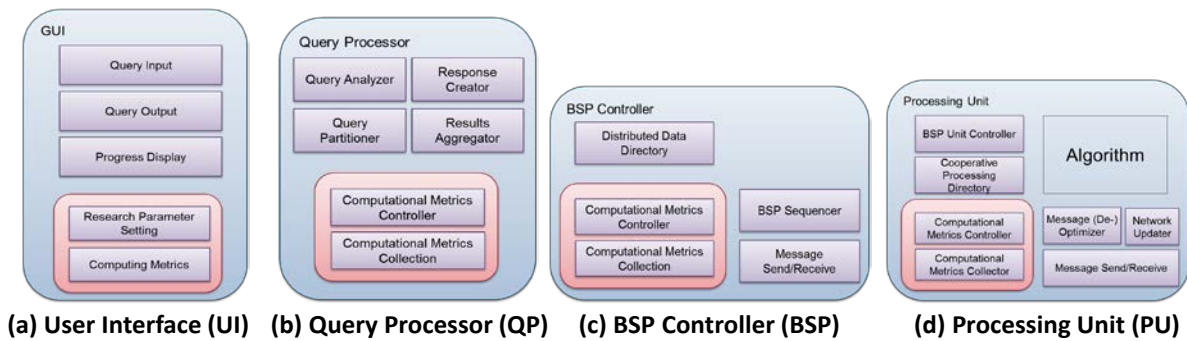 GUI
Query Input
Query Output
Progress Display
Research Parameter
Setting
Computing Metrics
(a) User Interface (UI)
Query Processor
Query Analyzer
Response
Creator
Query
Partitioner
Results
Aggregator
Computational Metrics
Controller
Computational Metrics
Collection
(b) Query Processor (QP)
BSP Controller
Distributed Data
Directory
Computational Metrics
Controller
Computational Metrics
Collection
BSP Sequencer
Message
Send/Receive
(c) BSP Controller (BSP)
Processing Unit
BSP Unit Controller
Cooperative
Processing
Directory
Algorithm
Computational
Metrics Controller
Computational
Metrics Collector
Message (De-)
Optimizer
Network
Updater
Message Send/Receive
(d) Processing Unit (PU)